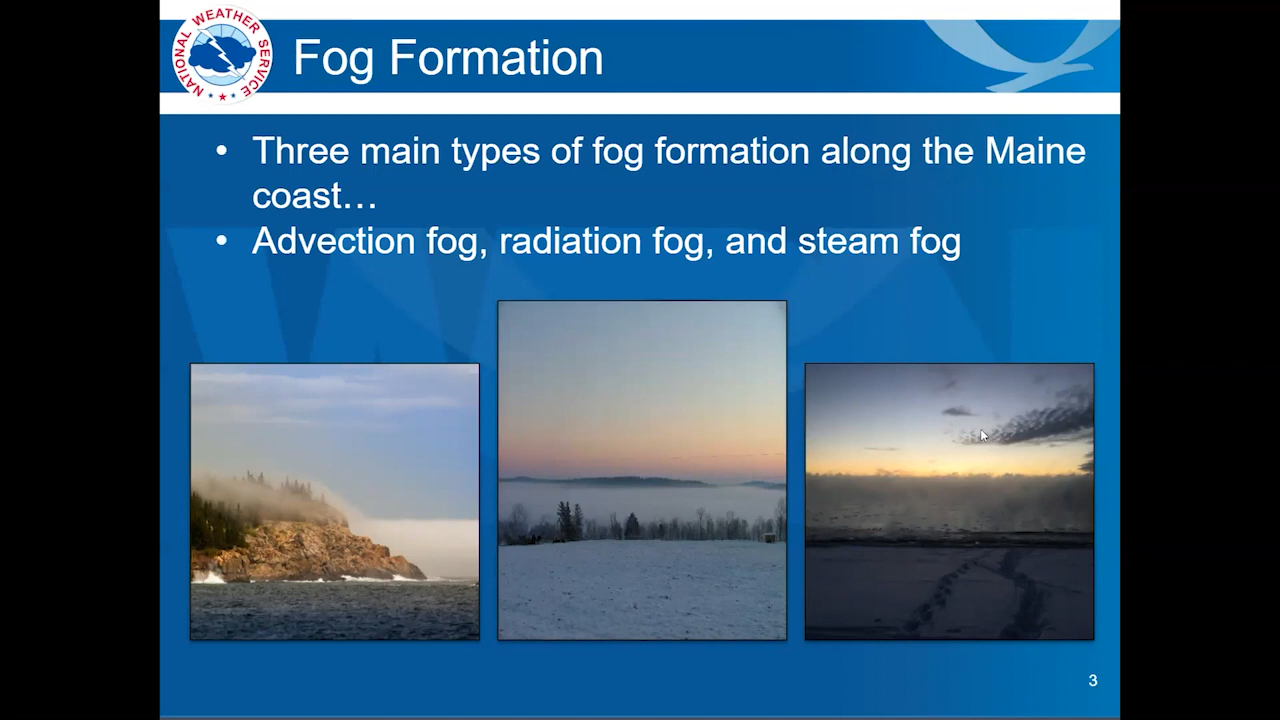 NATIONAL WEATHER SERVICE
Fog Formation
• Three main types of fog formation along the Maine
coast…
• Advection fog, radiation fog, and steam fog
3